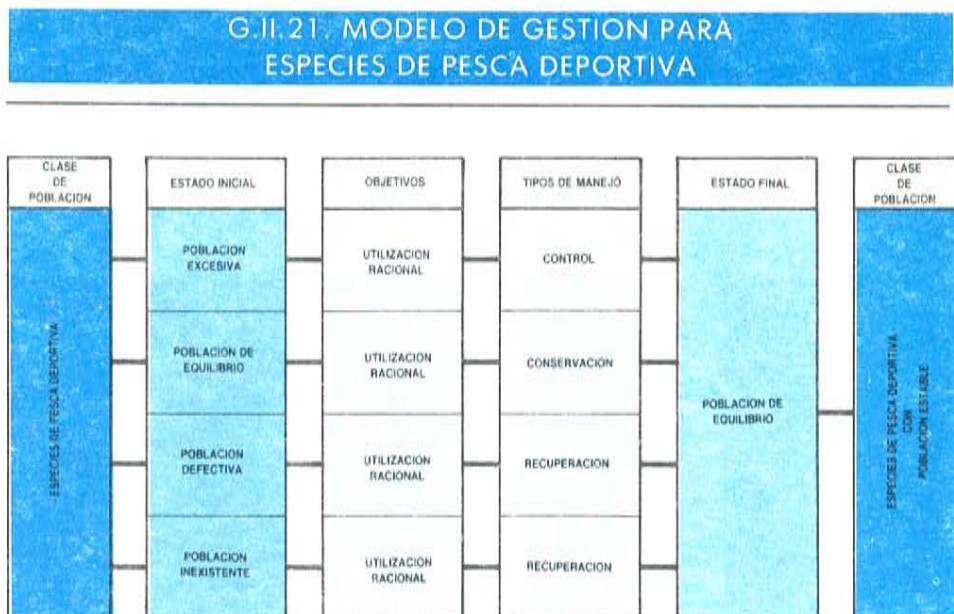 G.II.21. MODELO DE GESTION PARA
ESPECIES DE PESCA DEPORTIVA
CLASE
DE
POBLACION
ESTADO INICIAL
OBJETIVOS
TIPOS DE MANEJO
ESTADO FINAL
CLASE
DE
POBLACION
ESPECIES DE PESCA DEPORTIVA
POBLACION
EXCESIVA
UTILIZACION
RACIONAL
CONTROL
POBLACION DE
EQUILIBRIO
UTILIZACION
RACIONAL
CONSERVACION
POBLACION
DEFECTIVA
UTILIZACION
RACIONAL
RECUPERACION
POBLACION
INEXISTENTE
UTILIZACION
RACIONAL
RECUPERACION
POBLACION DE
EQUILIBRIO
ESPECIES DE PESCA DEPORTIVA
CON
POBLACION ESTABLE